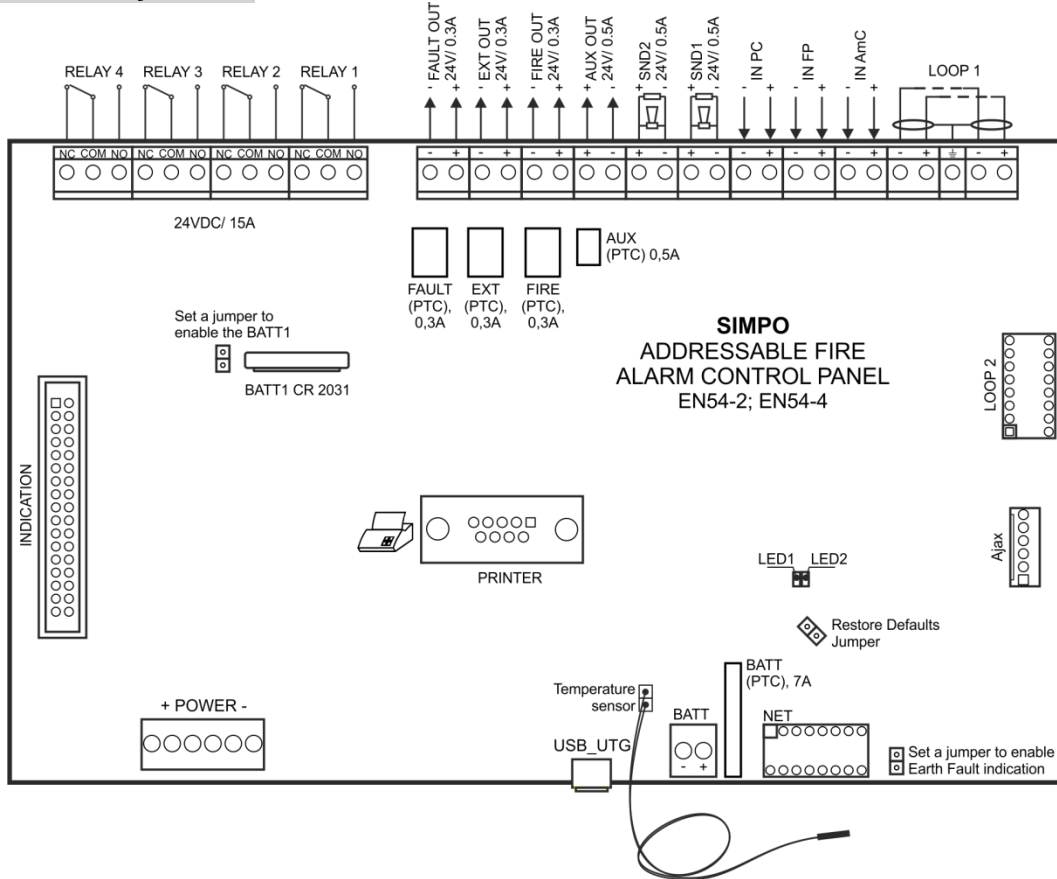 FAULT OUT
24V/ 0.3A
EXT OUT
24V/ 0.3A
FIRE OUT
24V/ 0.3A
AUX OUT
24V/ 0.5A
SND2
24V/ 0.5A
SND1
24V/ 0.5A
IN PC
IN FP
IN AmC
LOOP 1
RELAY 4 RELAY 3 RELAY 2 RELAY 1
- + - + - + + - + - + - - + - + - +
NC COM NO NC COM NO NC COM NO NC COM NO
- + - + - + + - + - + - - + - + - + - + - +
24VDC/ 15A
FAULT
(PTC),
0,3A
EXT
(PTC),
0,3A
FIRE
(PTC),
0,3A
AUX
(PTC) 0,5A
Set a jumper to
enable the BATT1
BATT1 CR 2031
SIMPO
ADDRESSABLE FIRE
ALARM CONTROL PANEL
EN54-2; EN54-4
LOOP 2
INDICATION
PRINTER
Ajax
LED1 LED2
Restore Defaults
Jumper
+ POWER -
Temperature
sensor
USB_UTG
BATT
- +
BATT
(PTC), 7A
NET
Set a jumper to enable
Earth Fault indication